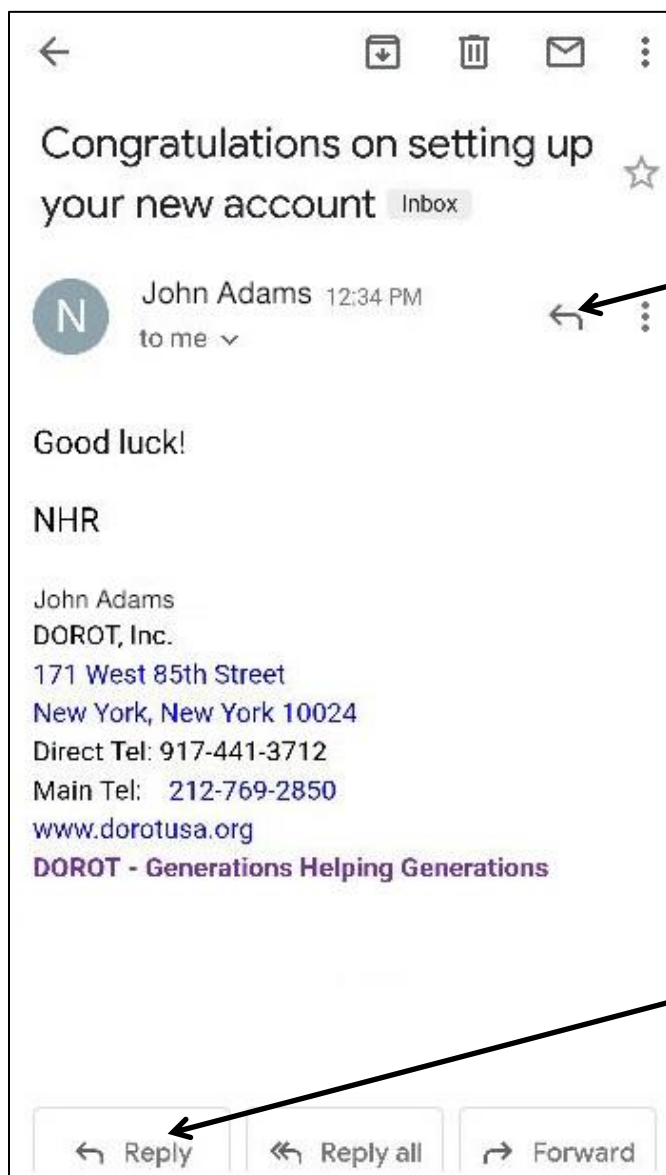 Congratulations on setting up
your new account Inbox
N John Adams 12:34 PM
to me
Good luck!
NHR
John Adams
DOROT, Inc.
171 West 85th Street
New York, New York 10024
Direct Tel: 917-441-3712
Main Tel: 212-769-2850
www.dorotusa.org
DOROT - Generations Helping Generations
Reply Reply all Forward